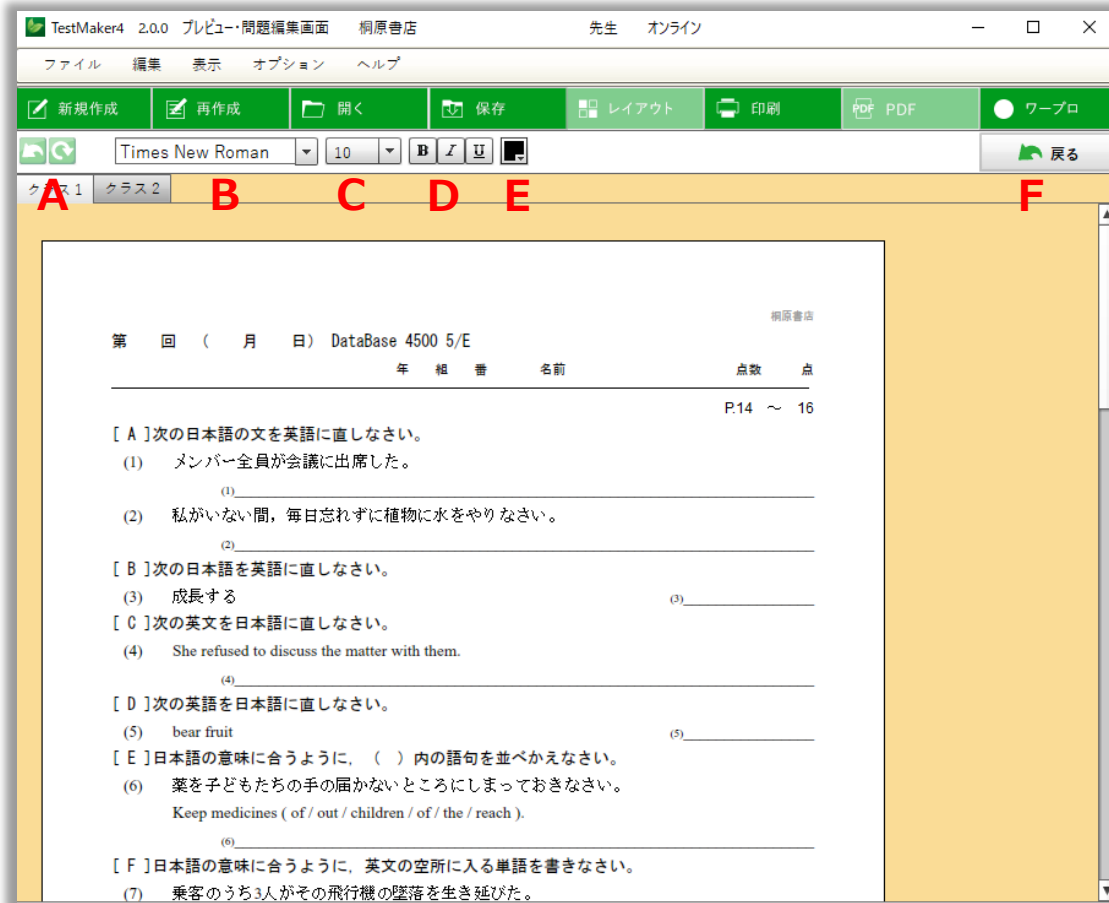 TestMaker4 2.0.0 プレビュー・問題編集画面 桐原書店 先生 オンライン
ファイル 編集 表示 オプション ヘルプ
新規作成 再作成 開く 保存 レイアウト 印刷 PDF PDF ワープロ
Times New Roman 10 B I U 戻る
クラス1 クラス2
A B C D E F
桐原書店
第 回 ( 月 日) DataBase 4500 5/E
年 組 番 名前 点数 点
P.14 ～ 16
[ A ]次の日本語の文を英語に直しなさい。
(1) メンバー全員が会議に出席した。
(1)
(2) 私がいない間，毎日忘れずに植物に水をやりなさい。
(2)
[ B ]次の日本語を英語に直しなさい。
(3) 成長する (3)
[ C ]次の英文を日本語に直しなさい。
(4) She refused to discuss the matter with them.
(4)
[ D ]次の英語を日本語に直しなさい。
(5) bear fruit (5)
[ E ]日本語の意味に合うように，（ ）内の語句を並べかえなさい。
(6) 薬を子どもたちの手の届かないところにしまっておきなさい。
Keep medicines ( of / out / children / of / the / reach ).
(6)
[ F ]日本語の意味に合うように，英文の空所に入る単語を書きなさい。
(7) 乗客のうち3人がその飛行機の墜落を生き延びた。